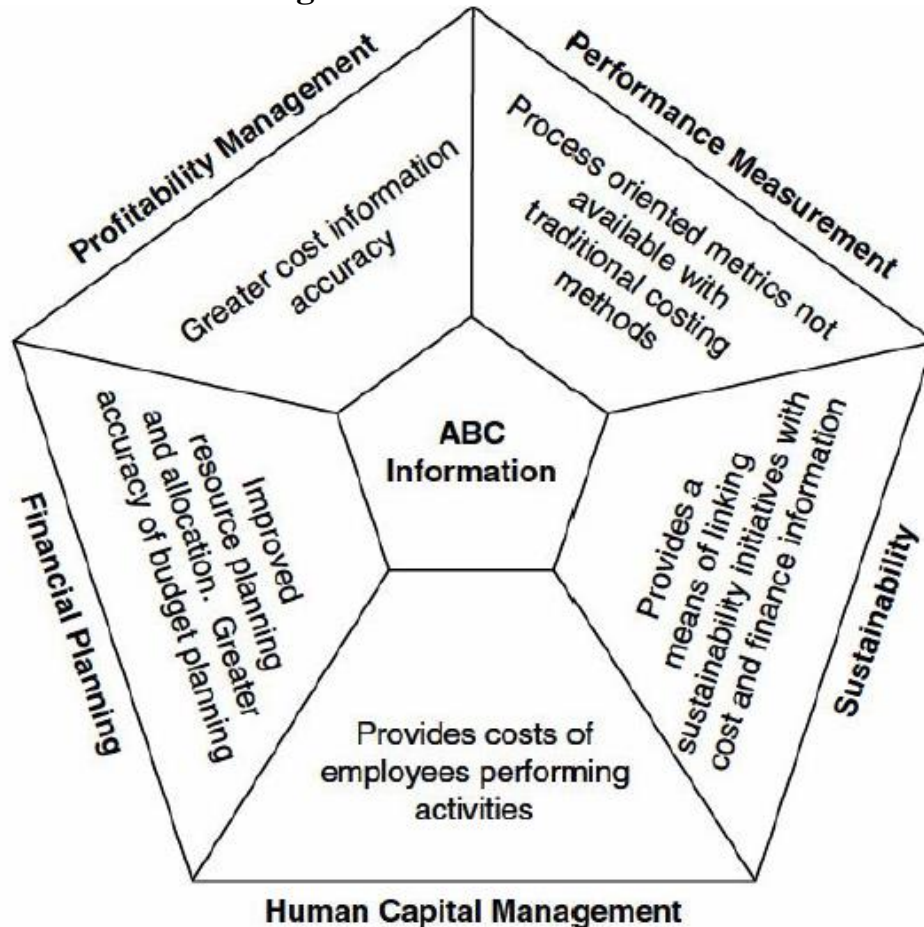 Profitability Management
Greater cost information
accuracy
Performance Measurement
Process oriented metrics not
available with
traditional costing
methods
ABC
Information
Financial Planning
Improved
resource planning
and allocation. Greater
accuracy of budget planning
Provides a
means of linking
sustainability initiatives with
cost and finance information
Sustainability
Provides costs of
employees performing
activities
Human Capital Management